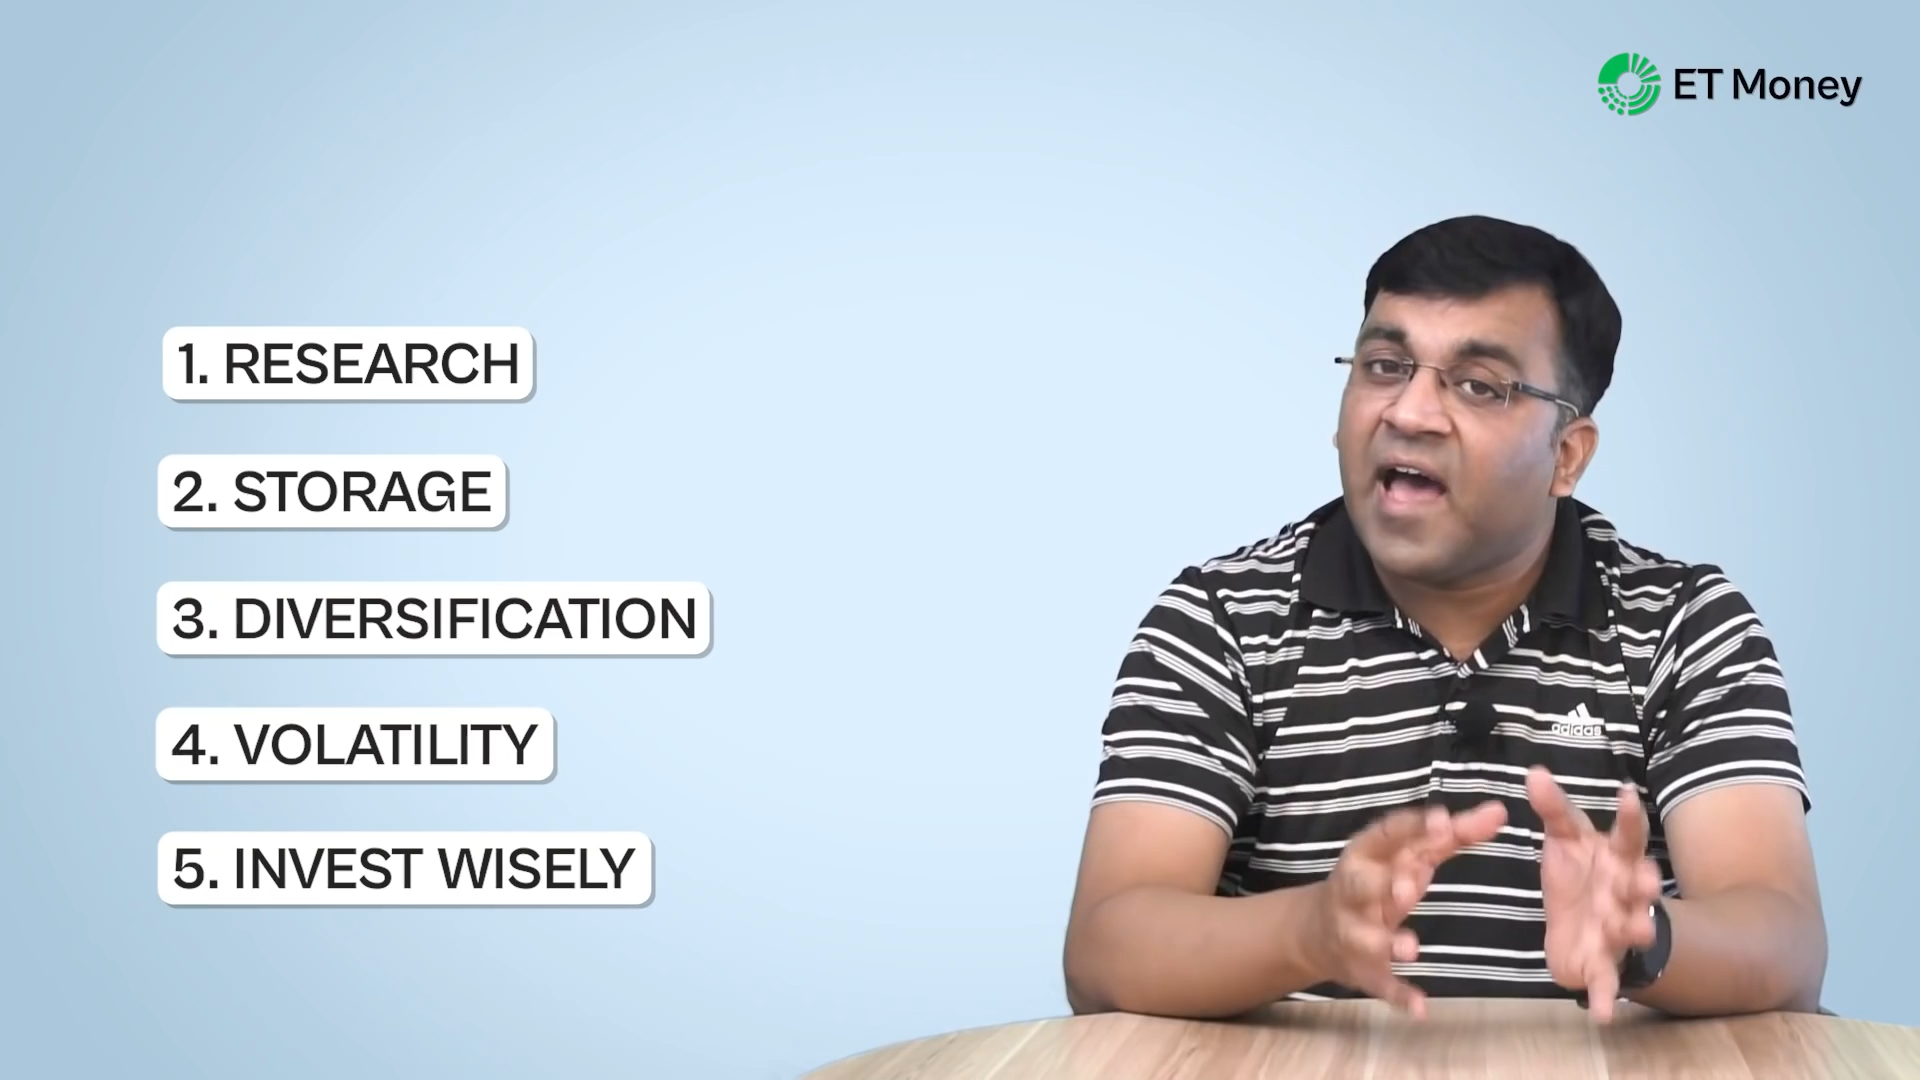 ET Money
1. RESEARCH
2. STORAGE
3. DIVERSIFICATION
4. VOLATILITY
5. INVEST WISELY
adidas